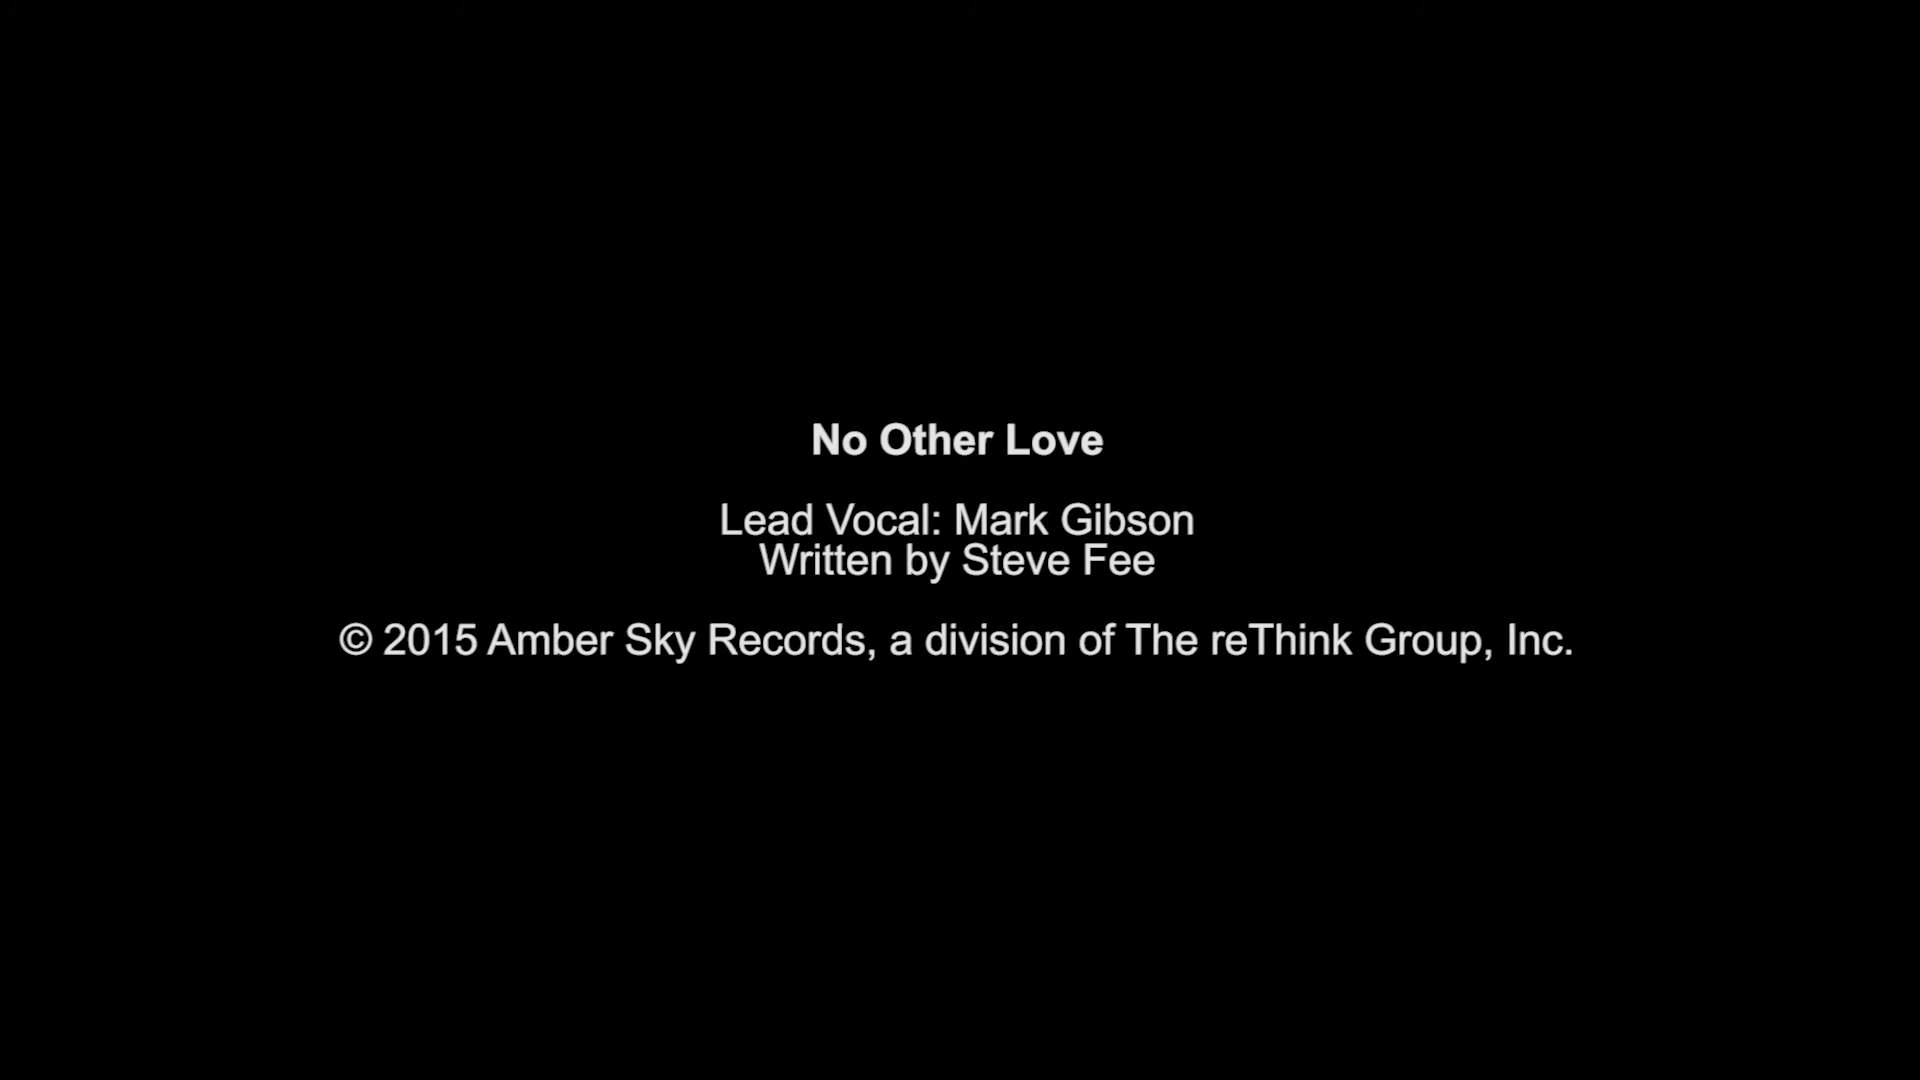 No Other Love
Lead Vocal: Mark Gibson
Written by Steve Fee
© 2015 Amber Sky Records, a division of The reThink Group, Inc.